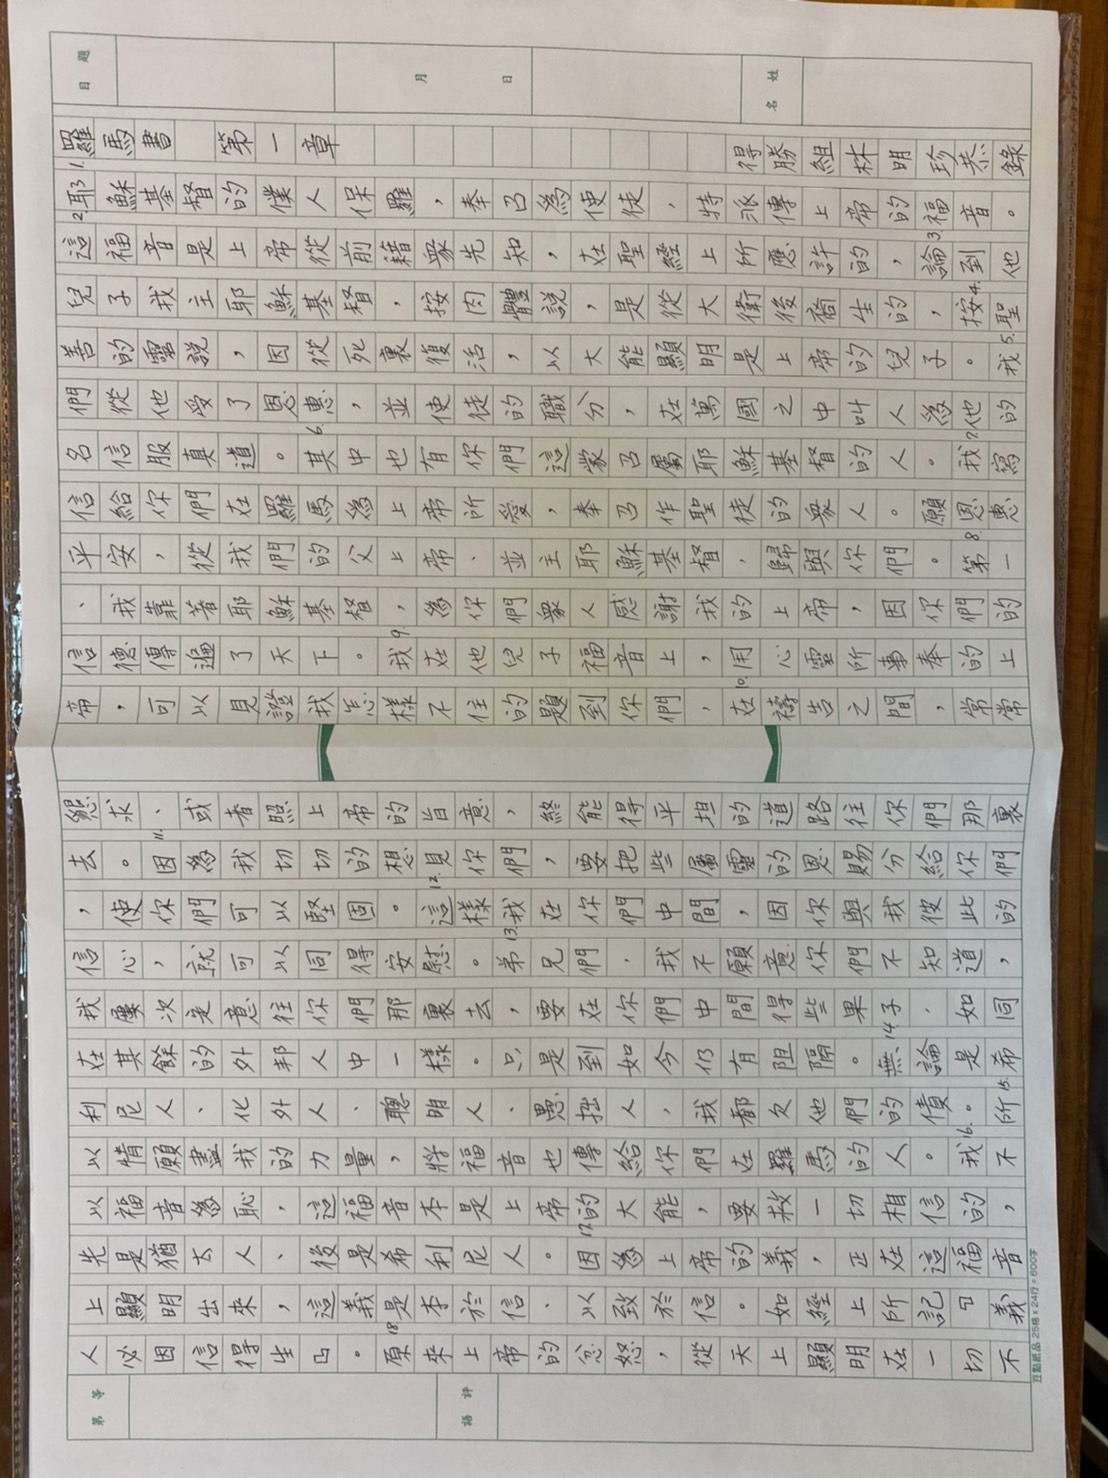 題目
月 日
姓名
羅馬書　第一章　得勝組林明珍恭錄
1.耶穌基督的僕人保羅，奉召為使徒，特派傳上帝的福音。
2.這福音是上帝從前藉眾先知，在聖經上所應許的，3.論到他
兒子我主耶穌基督，按肉體說，是從大衛後裔生的，4.按聖
善的靈說，因從死裏復活，以大能顯明是上帝的兒子。5.我
們從他受了恩惠，並使徒的職分，在萬國之中叫人為他的
名信服真道。6.其中也有你們這蒙召屬耶穌基督的人。7.我寫
信給你們在羅馬為上帝所愛，奉召作聖徒的眾人。願恩惠
平安，從我們的父上帝、並主耶穌基督，歸與你們。8.第一
、我靠著耶穌基督，為你們眾人感謝我的上帝，因你們的
信德傳遍了天下。9.我在他兒子福音上，用心靈所事奉的上
帝，可以見證我怎樣不住的題到你們，10.在禱告之間，常常
懇求、或者照上帝的旨意，終能得平坦的道路往你們那裏
去。11.因為我切切的想見你們，要把些屬靈的恩賜分給你們
，使你們可以堅固。12.這樣我在你們中間，因你與我彼此的
信心，就可以同得安慰。13.弟兄們，我不願意你們不知道，
我屢次定意往你們那裏去，要在你們中間得些果子，如同
在其餘的外邦人中一樣。只是到如今仍有阻隔。14.無論是希
利尼人、化外人、聰明人、愚拙人，我都欠他們的債。15.所
以情願盡我的力量，將福音也傳給你們在羅馬的人。16.我不
以福音為恥，這福音本是上帝的大能，要救一切相信的，
先是猶太人、後是希利尼人。17.因為上帝的義，正在這福音
上顯明出來，這義是本於信、以致於信。如經上所記『義
人必因信得生』。18.原來上帝的忿怒，從天上顯明在一切不
等第
評語
豆點紙品 25格x24行=600字